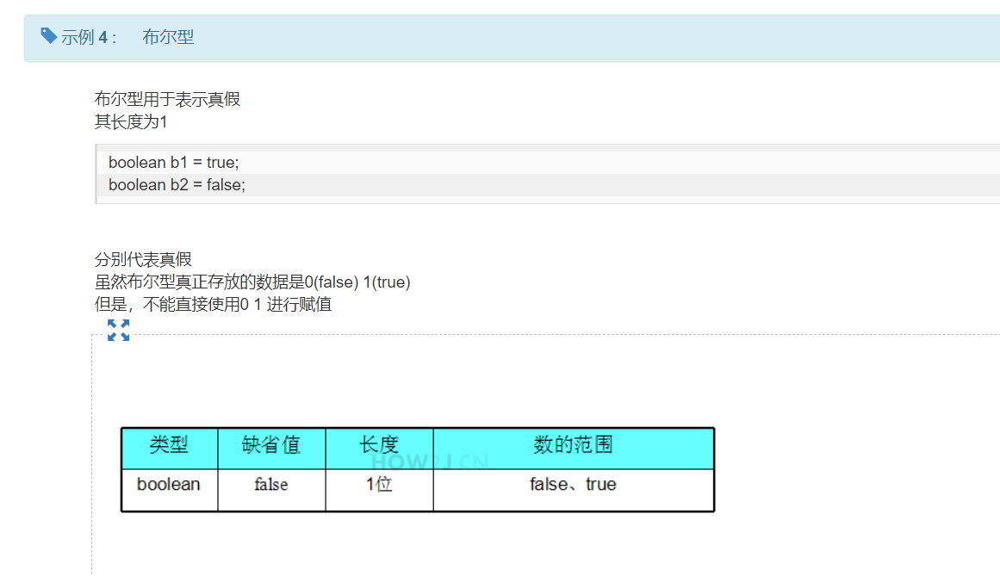 示例 4 : 布尔型
布尔型用于表示真假
其长度为1
boolean b1 = true;
boolean b2 = false;
分别代表真假
虽然布尔型真正存放的数据是0(false) 1(true)
但是，不能直接使用0 1 进行赋值
类型 缺省值 长度 数的范围
HOW2J.CN
boolean false 1位 false、true